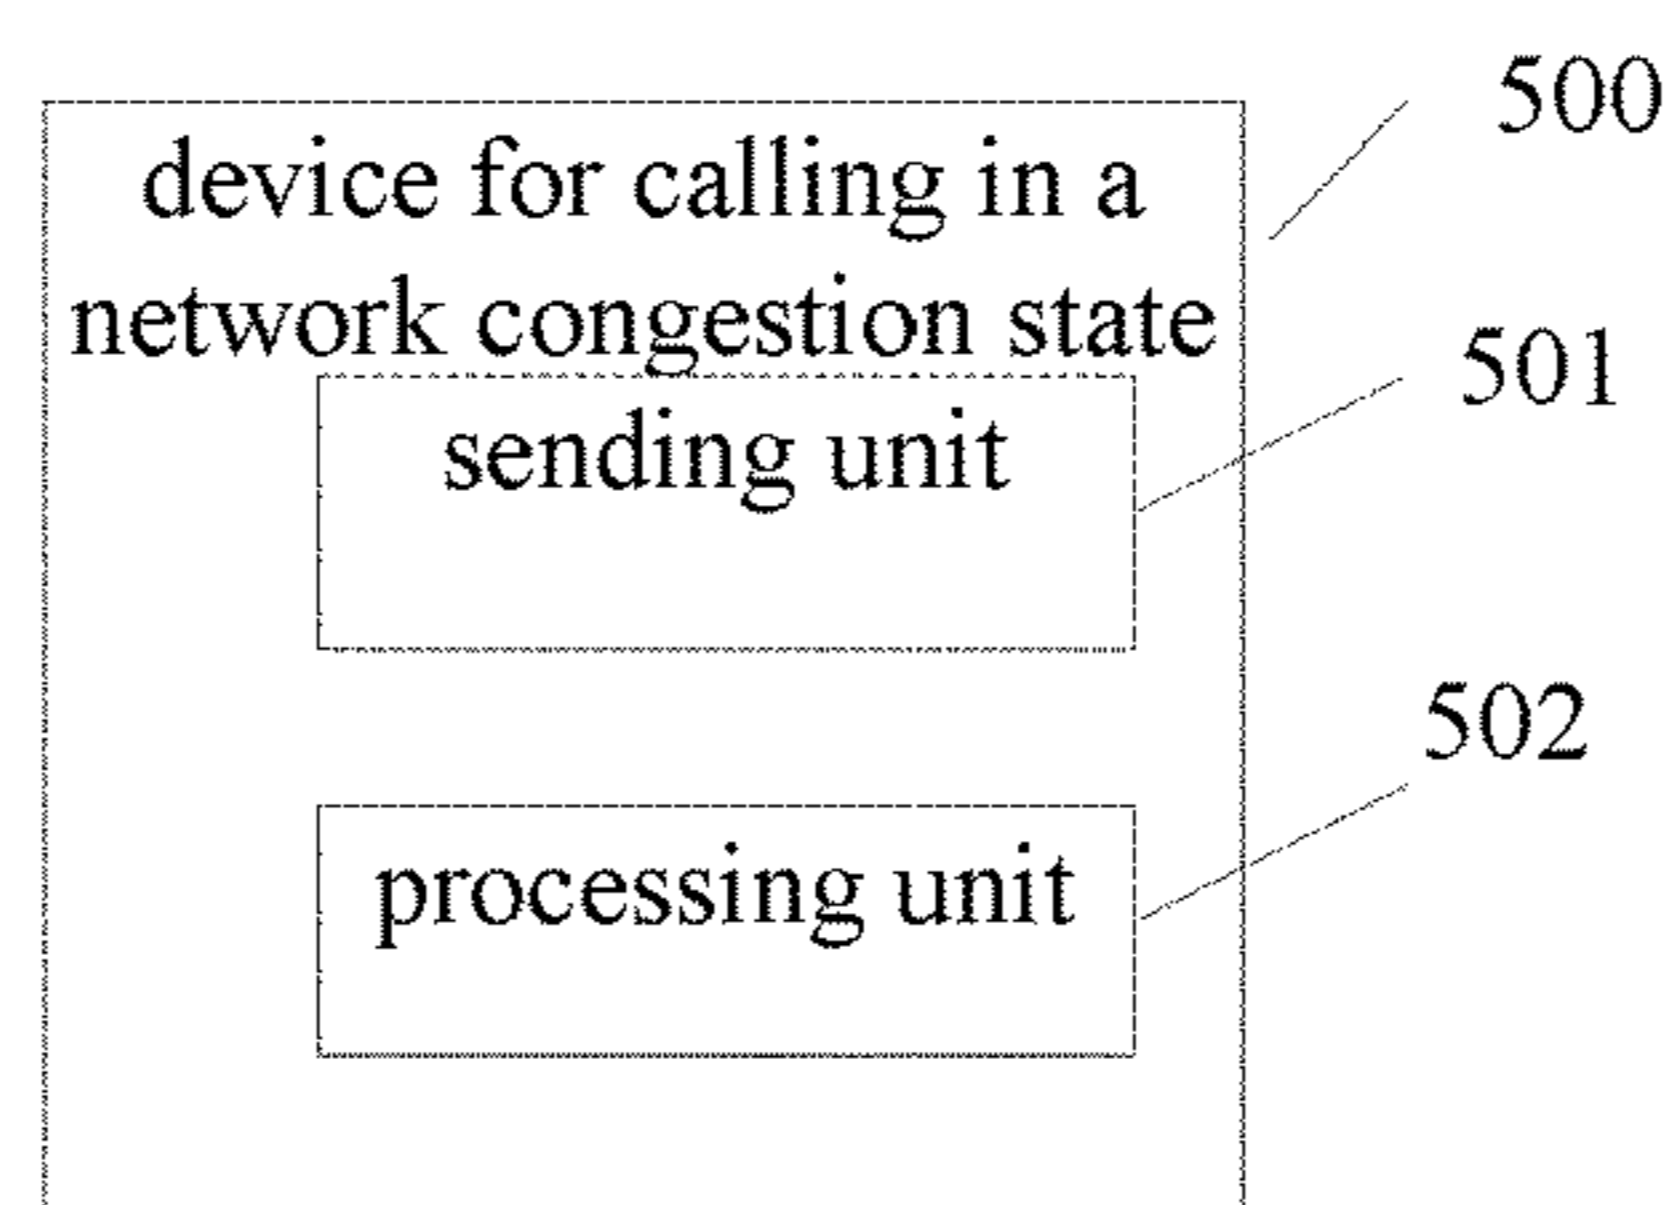 500
device for calling in a
network congestion state
501
sending unit
502
processing unit